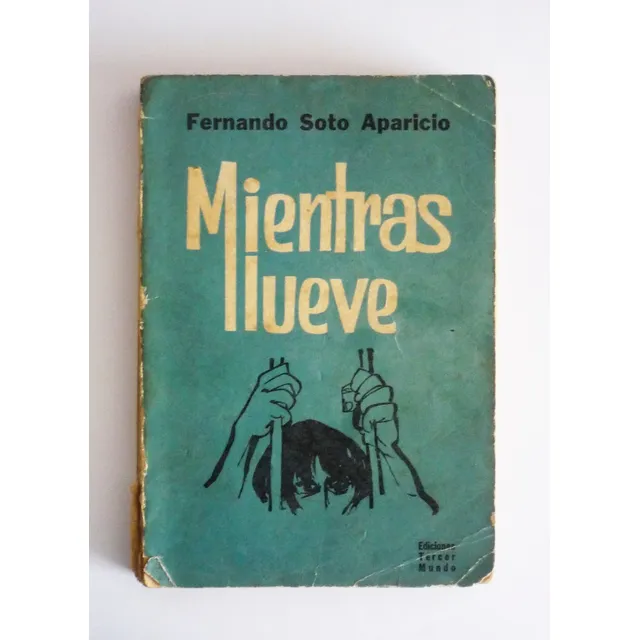 Fernando Soto Aparicio
Mientras
llueve
Ediciones
Tercer
Mundo